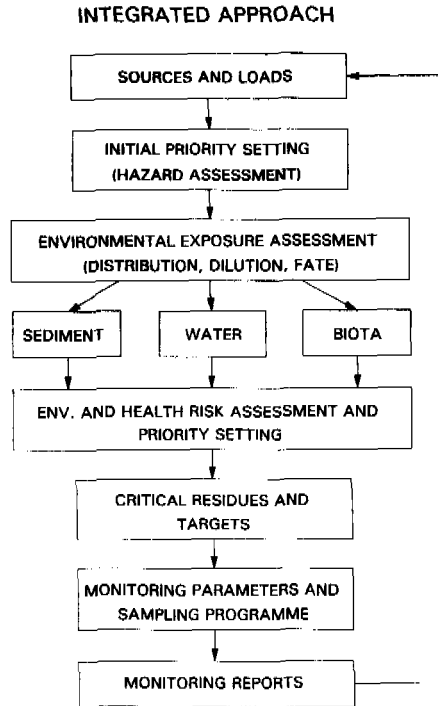 INTEGRATED APPROACH
SOURCES AND LOADS
INITIAL PRIORITY SETTING
(HAZARD ASSESSMENT)
ENVIRONMENTAL EXPOSURE ASSESSMENT
(DISTRIBUTION, DILUTION, FATE)
SEDIMENT
WATER
BIOTA
ENV. AND HEALTH RISK ASSESSMENT AND
PRIORITY SETTING
CRITICAL RESIDUES AND
TARGETS
MONITORING PARAMETERS AND
SAMPLING PROGRAMME
MONITORING REPORTS